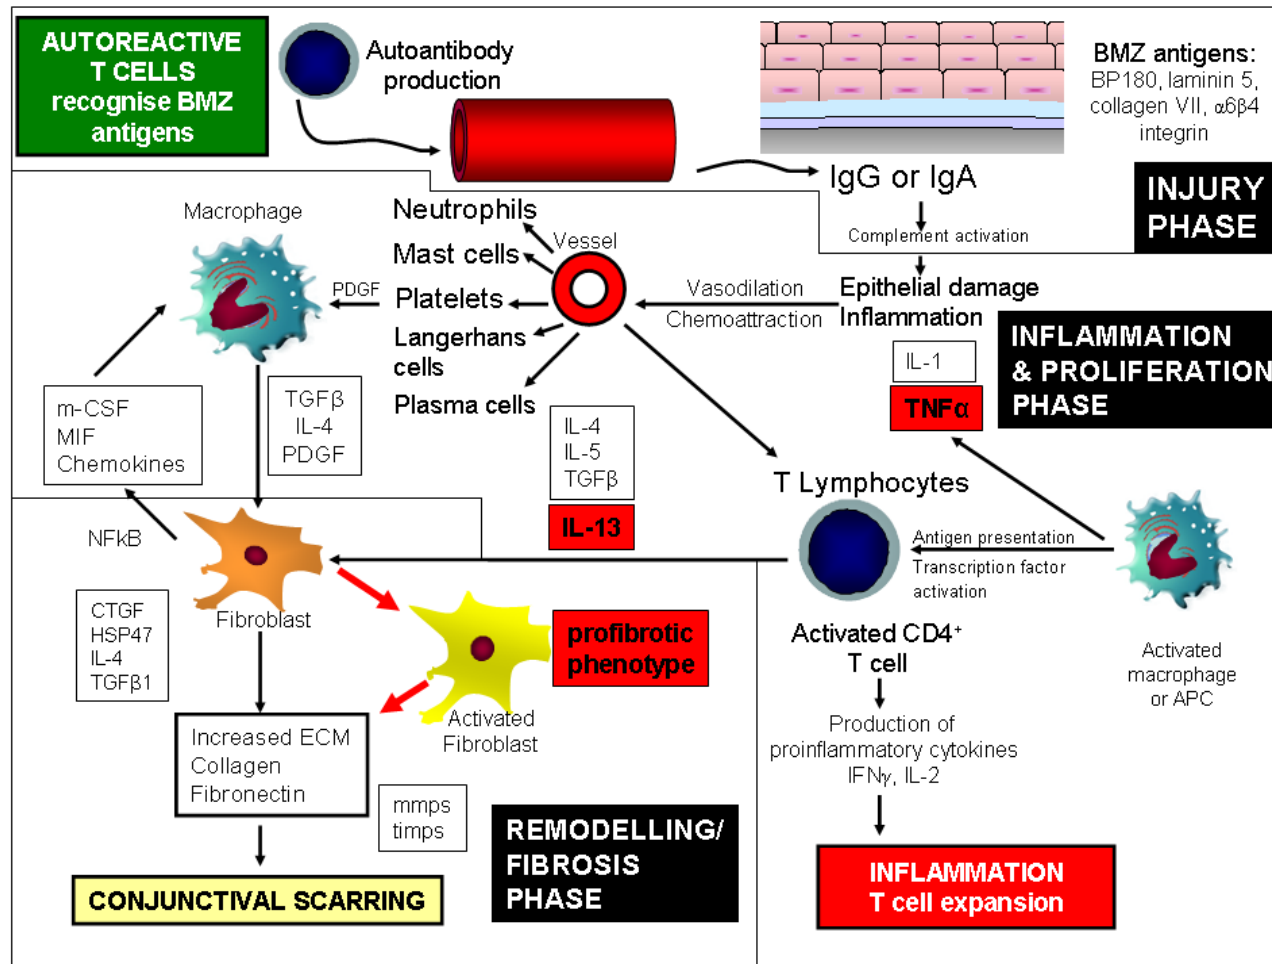 AUTOREACTIVE
T CELLS
recognise BMZ
antigens
Autoantibody
production
BMZ antigens:
BP180, laminin 5,
collagen VII, α6β4
integrin
IgG or IgA
INJURY
PHASE
Complement activation
Macrophage
Neutrophils
Mast cells
Platelets
Langerhans
cells
Plasma cells
Vessel
PDGF
Vasodilation
Chemoattraction
Epithelial damage
Inflammation
IL-1
TNFα
INFLAMMATION
& PROLIFERATION
PHASE
m-CSF
MIF
Chemokines
TGFβ
IL-4
PDGF
IL-4
IL-5
TGFβ
IL-13
T Lymphocytes
Antigen presentation
Transcription factor
activation
Activated
macrophage
or APC
NFkB
Fibroblast
CTGF
HSP47
IL-4
TGFβ1
profibrotic
phenotype
Activated
Fibroblast
Activated CD4⁺
T cell
Production of
proinflammatory cytokines
IFNγ, IL-2
Increased ECM
Collagen
Fibronectin
mmps
timps
REMODELLING/
FIBROSIS
PHASE
CONJUNCTIVAL SCARRING
INFLAMMATION
T cell expansion